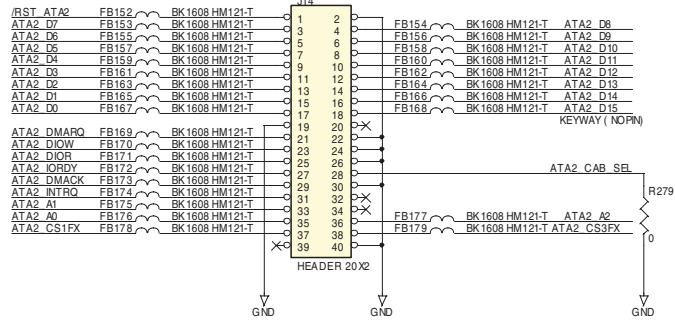 J14
/RST_ATA2 FB152 BK1608 HM121-T 1 2
ATA2_D7 FB153 BK1608 HM121-T 3 4 FB154 BK1608 HM121-T ATA2_D8
ATA2_D6 FB155 BK1608 HM121-T 5 6 FB156 BK1608 HM121-T ATA2_D9
ATA2_D5 FB157 BK1608 HM121-T 7 8 FB158 BK1608 HM121-T ATA2_D10
ATA2_D4 FB159 BK1608 HM121-T 9 10 FB160 BK1608 HM121-T ATA2_D11
ATA2_D3 FB161 BK1608 HM121-T 11 12 FB162 BK1608 HM121-T ATA2_D12
ATA2_D2 FB163 BK1608 HM121-T 13 14 FB164 BK1608 HM121-T ATA2_D13
ATA2_D1 FB165 BK1608 HM121-T 15 16 FB166 BK1608 HM121-T ATA2_D14
ATA2_D0 FB167 BK1608 HM121-T 17 18 FB168 BK1608 HM121-T ATA2_D15
19 20 KEYWAY ( NOPIN)
ATA2_DMARQ FB169 BK1608 HM121-T 21 22
ATA2_DIOW FB170 BK1608 HM121-T 23 24
ATA2_DIOR FB171 BK1608 HM121-T 25 26
ATA2_IORDY FB172 BK1608 HM121-T 27 28 ATA2_CAB_SEL
ATA2_DMACK FB173 BK1608 HM121-T 29 30
ATA2_INTRQ FB174 BK1608 HM121-T 31 32
ATA2_A1 FB175 BK1608 HM121-T 33 34
ATA2_A0 FB176 BK1608 HM121-T 35 36 FB177 BK1608 HM121-T ATA2_A2
ATA2_CS1FX FB178 BK1608 HM121-T 37 38 FB179 BK1608 HM121-T ATA2_CS3FX
39 40
R279
0
HEADER 20X2
GND GND GND